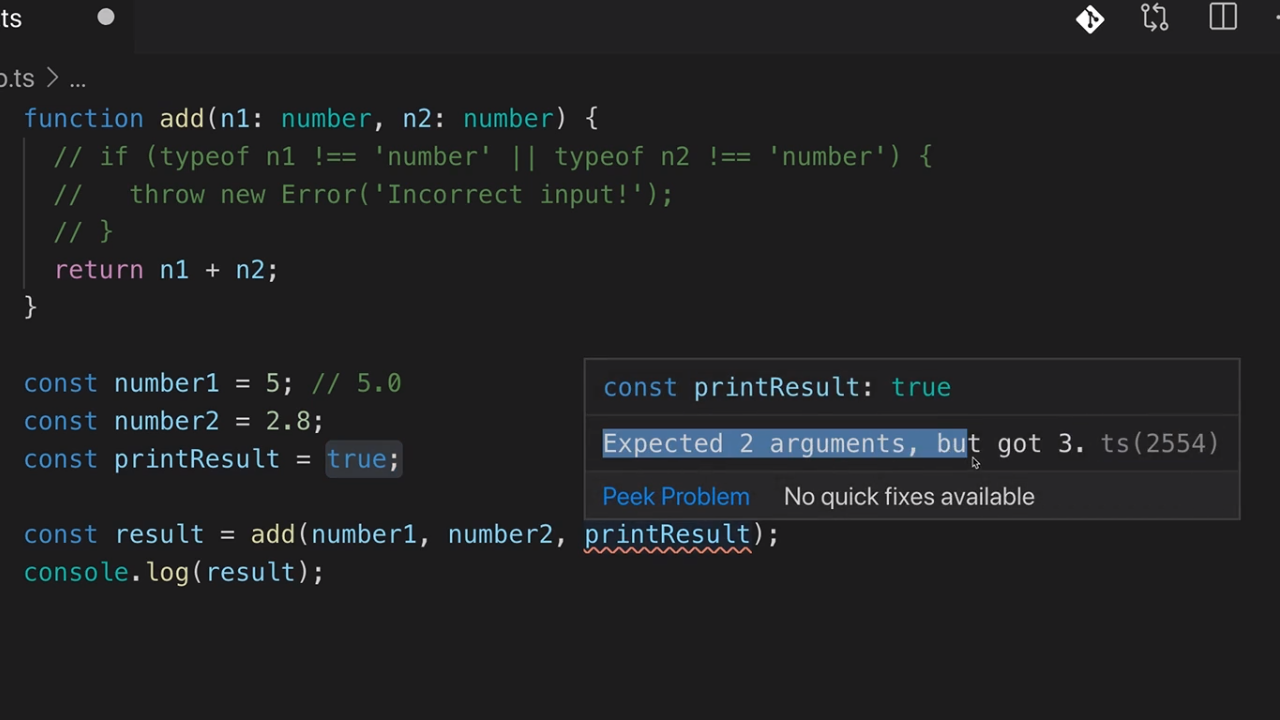 ts
o.ts > ...
function add(n1: number, n2: number) {
// if (typeof n1 !== 'number' || typeof n2 !== 'number') {
//   throw new Error('Incorrect input!');
// }
return n1 + n2;
}
const number1 = 5; // 5.0
const number2 = 2.8;
const printResult = true;
const printResult: true
Expected 2 arguments, but got 3. ts(2554)
Peek Problem No quick fixes available
const result = add(number1, number2, printResult);
console.log(result);